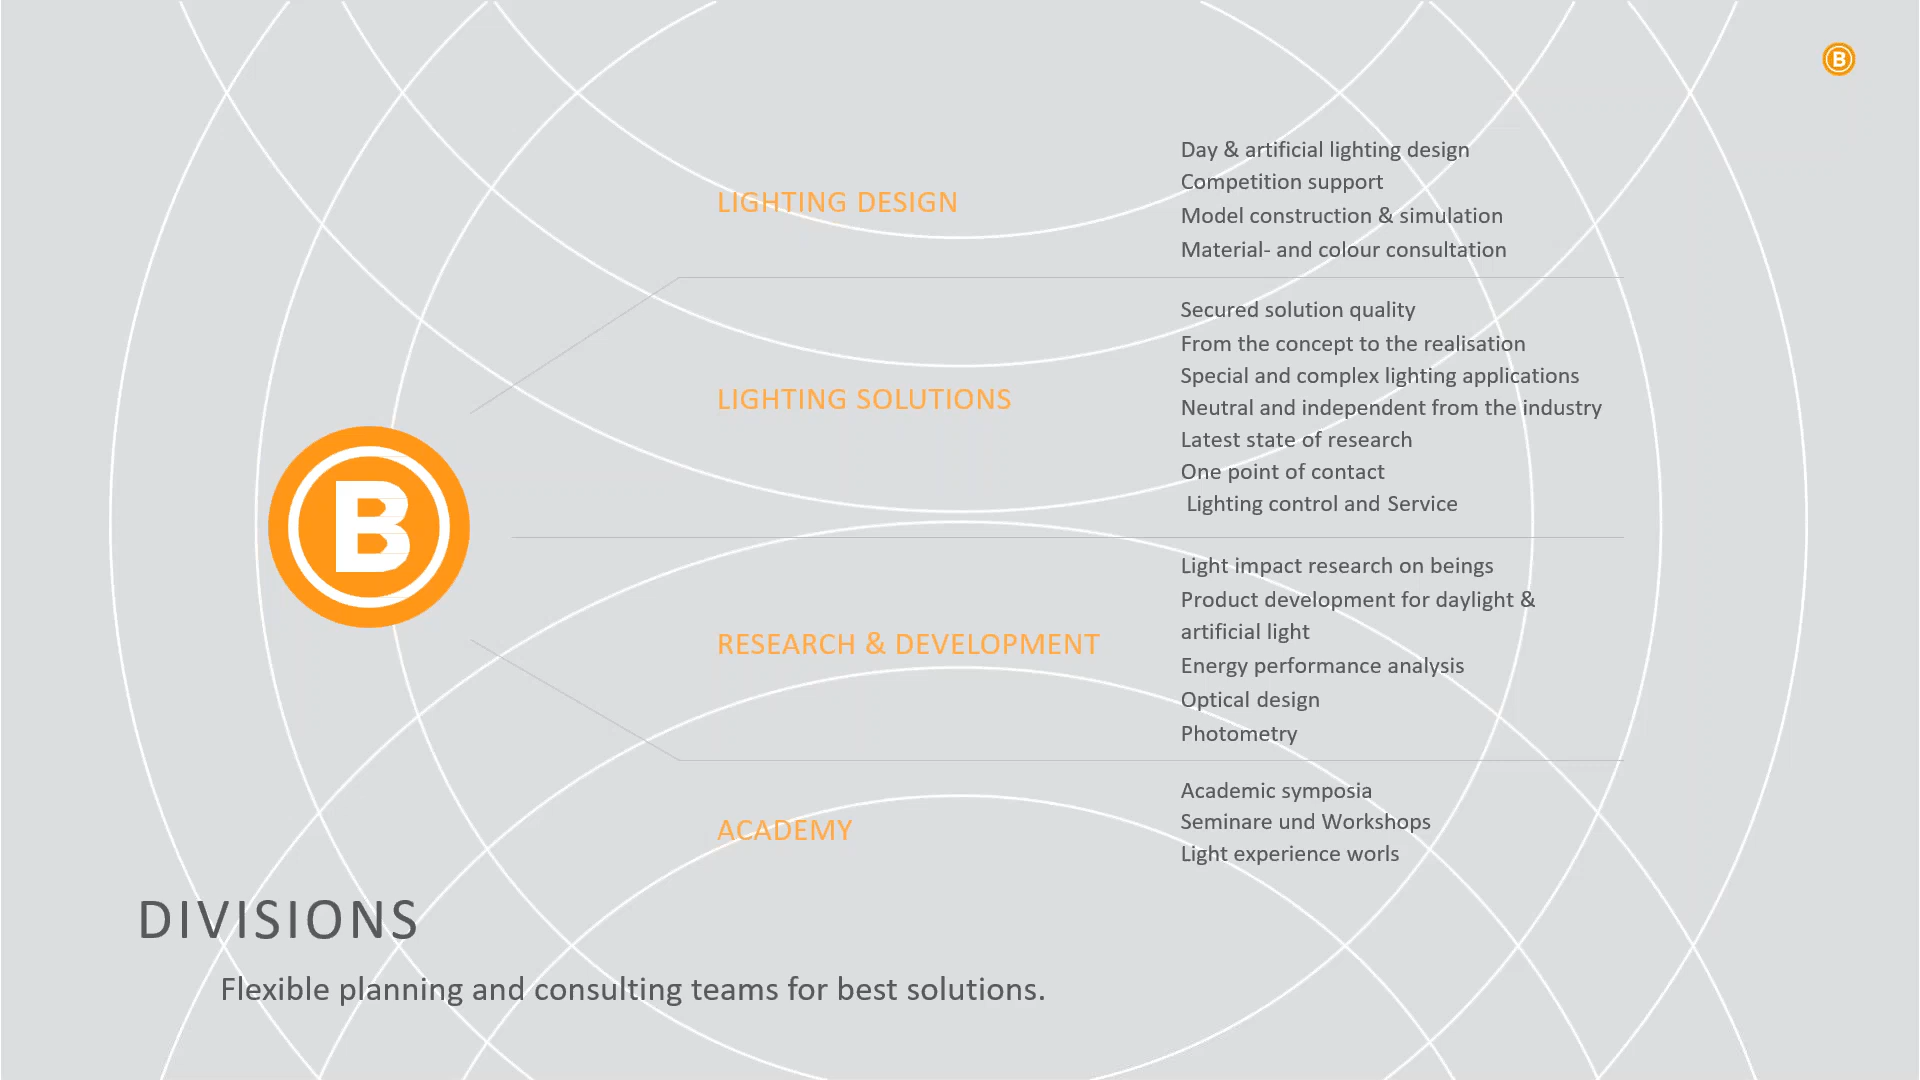 B
LIGHTING DESIGN
Day & artificial lighting design
Competition support
Model construction & simulation
Material- and colour consultation
LIGHTING SOLUTIONS
Secured solution quality
From the concept to the realisation
Special and complex lighting applications
Neutral and independent from the industry
Latest state of research
One point of contact
Lighting control and Service
B
RESEARCH & DEVELOPMENT
Light impact research on beings
Product development for daylight &
artificial light
Energy performance analysis
Optical design
Photometry
ACADEMY
Academic symposia
Seminare und Workshops
Light experience worls
DIVISIONS
Flexible planning and consulting teams for best solutions.